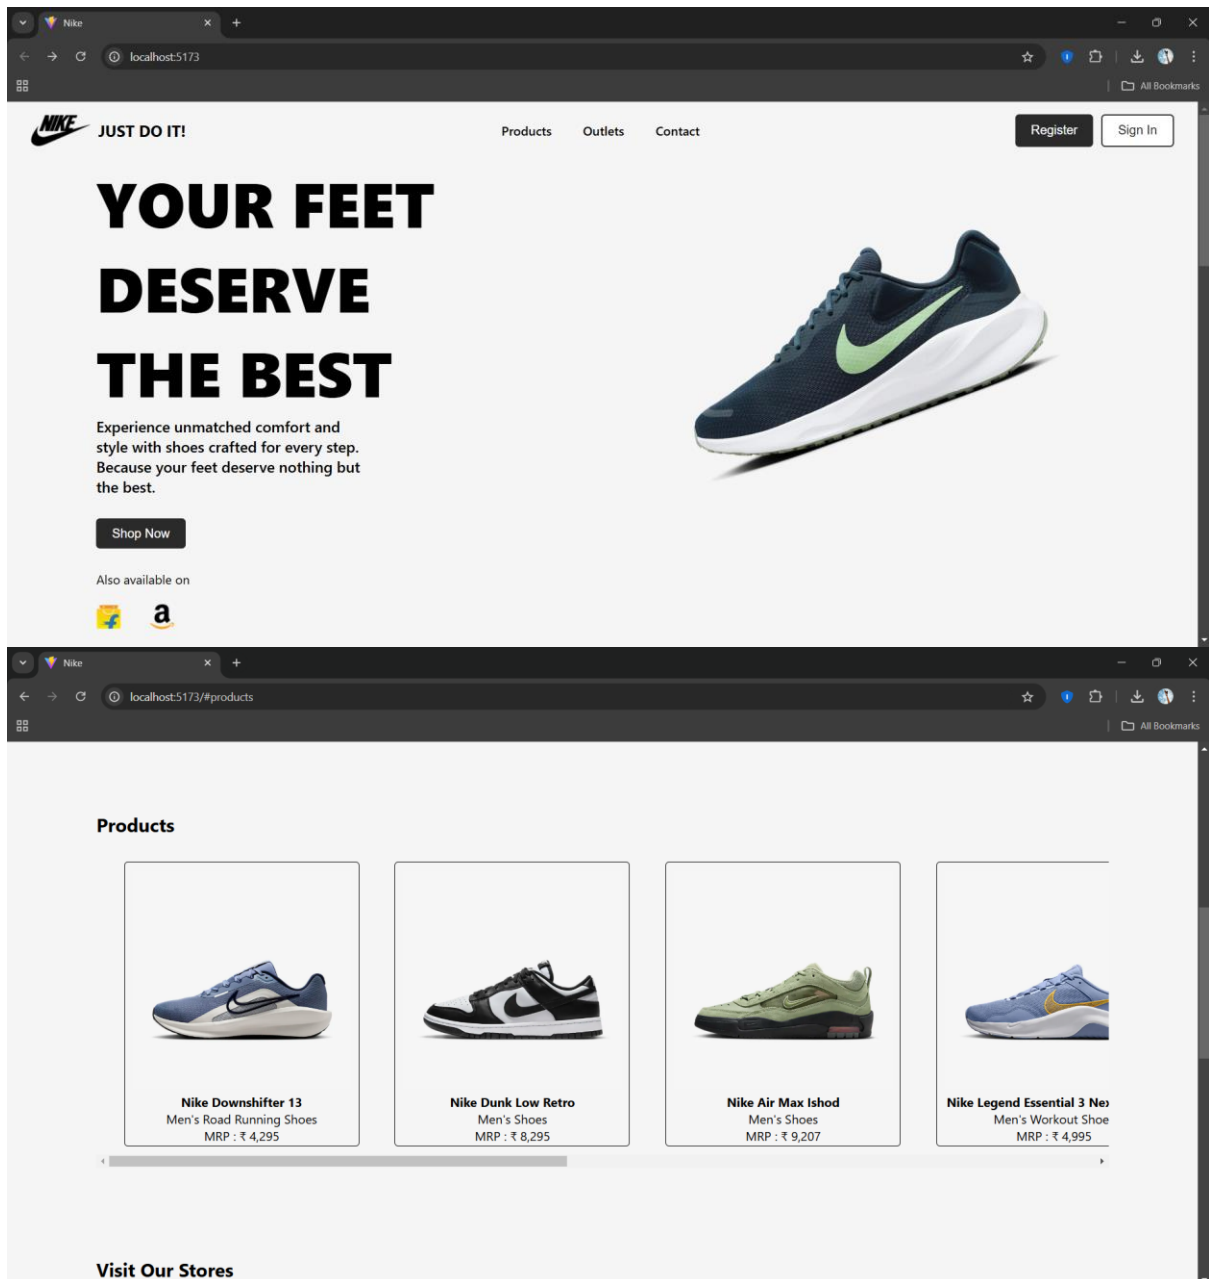 Nike
localhost:5173
All Bookmarks
NIKE
JUST DO IT!
Products
Outlets
Contact
Register
Sign In
YOUR FEET
DESERVE
THE BEST
Experience unmatched comfort and
style with shoes crafted for every step.
Because your feet deserve nothing but
the best.
Shop Now
Also available on
a
Nike
localhost:5173/#products
All Bookmarks
Products
Nike Downshifter 13
Men's Road Running Shoes
MRP : ₹ 4,295
Nike Dunk Low Retro
Men's Shoes
MRP : ₹ 8,295
Nike Air Max Ishod
Men's Shoes
MRP : ₹ 9,207
Nike Legend Essential 3 Nex
Men's Workout Shoe
MRP : ₹ 4,995
Visit Our Stores